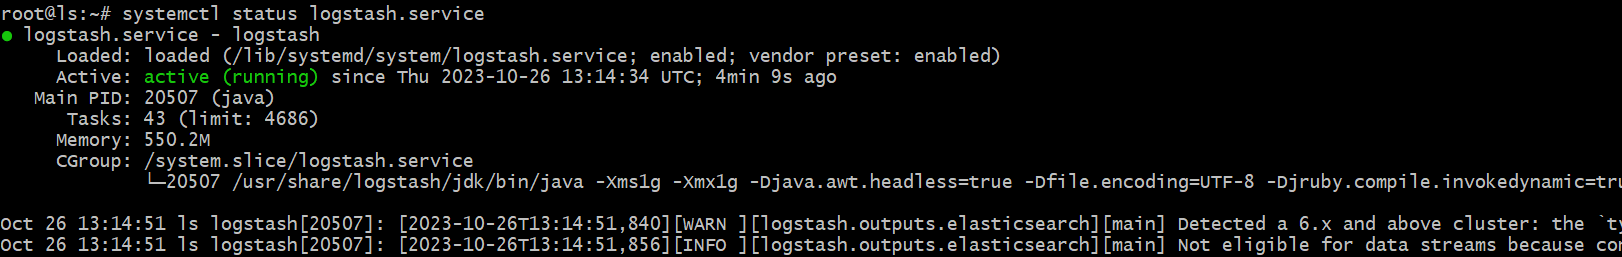 root@ls:~# systemctl status logstash.service
● logstash.service - logstash
Loaded: loaded (/lib/systemd/system/logstash.service; enabled; vendor preset: enabled)
Active: active (running) since Thu 2023-10-26 13:14:34 UTC; 4min 9s ago
Main PID: 20507 (java)
Tasks: 43 (limit: 4686)
Memory: 550.2M
CGroup: /system.slice/logstash.service
└─20507 /usr/share/logstash/jdk/bin/java -Xms1g -Xmx1g -Djava.awt.headless=true -Dfile.encoding=UTF-8 -Djruby.compile.invokedynamic=tru
Oct 26 13:14:51 ls logstash[20507]: [2023-10-26T13:14:51,840][WARN ][logstash.outputs.elasticsearch][main] Detected a 6.x and above cluster: the `ty
Oct 26 13:14:51 ls logstash[20507]: [2023-10-26T13:14:51,856][INFO ][logstash.outputs.elasticsearch][main] Not eligible for data streams because con